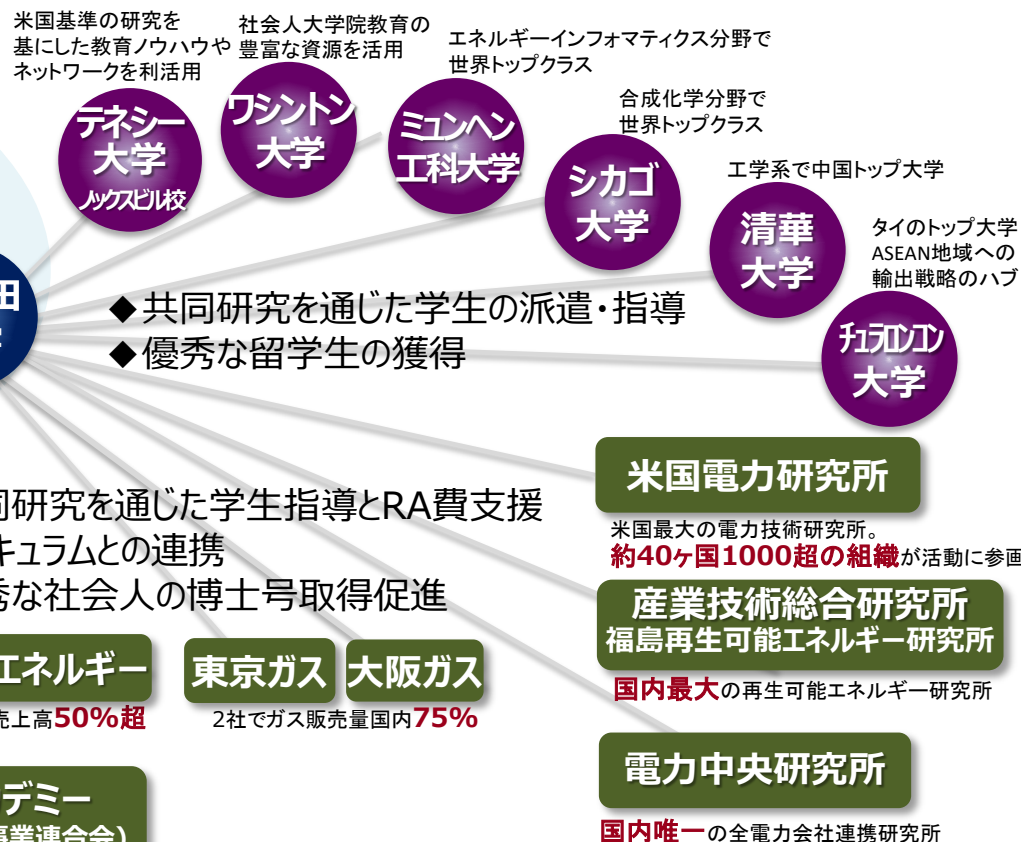 米国基準の研究を
基にした教育ノウハウや
ネットワークを利活用
社会人大学院教育の
豊富な資源を活用
エネルギーインフォマティクス分野で
世界トップクラス
合成化学分野で
世界トップクラス
工学系で中国トップ大学
タイのトップ大学
ASEAN地域への
輸出戦略のハブ
テネシー
大学
ノックスビル校
ワシントン
大学
ミュンヘン
工科大学
シカゴ
大学
清華
大学
チュラロンコン
大学
田
◆共同研究を通じた学生の派遣・指導
◆優秀な留学生の獲得
同研究を通じた学生指導とRA費支援
キュラムとの連携
秀な社会人の博士号取得促進
エネルギー
売上高50%超
東京ガス
大阪ガス
2社でガス販売量国内75%
デミー
事業連合会）
米国電力研究所
米国最大の電力技術研究所。
約40ヶ国1000超の組織が活動に参画
産業技術総合研究所
福島再生可能エネルギー研究所
国内最大の再生可能エネルギー研究所
電力中央研究所
国内唯一の全電力会社連携研究所